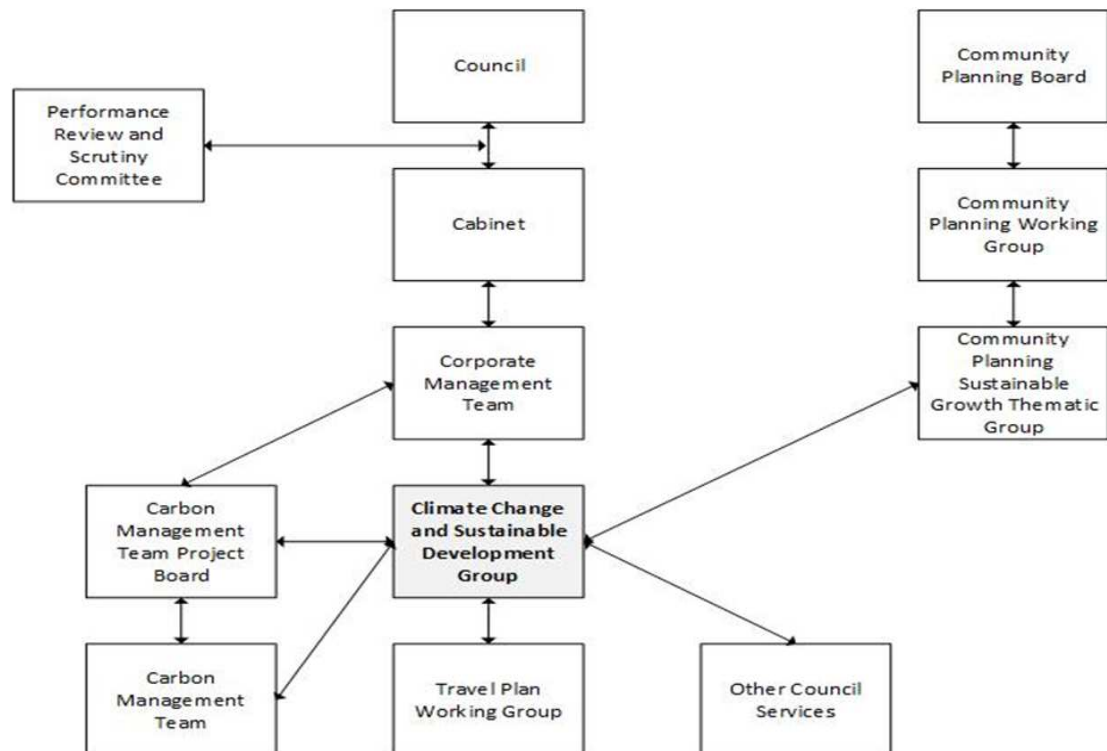 Council
Community
Planning Board
Performance
Review and
Scrutiny
Committee
Cabinet
Community
Planning Working
Group
Corporate
Management
Team
Community
Planning
Sustainable
Growth Thematic
Group
Carbon
Management
Team Project
Board
Climate Change
and Sustainable
Development
Group
Carbon
Management
Team
Travel Plan
Working Group
Other Council
Services